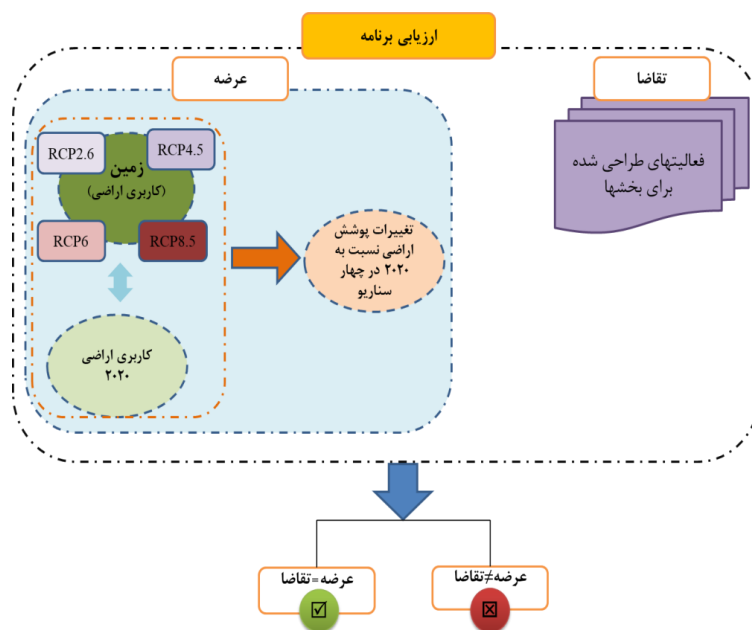 ارزیابی برنامه
تقاضا
عرضه
فعالیتهای طراحی شده
برای بخشها
RCP2.6
RCP4.5
زمین
(کاربری اراضی)
RCP6
RCP8.5
تغییرات پوشش
اراضی نسبت به
۲۰۲۰ در چهار
سناریو
کاربری اراضی
۲۰۲۰
عرضه=تقاضا
عرضه≠تقاضا